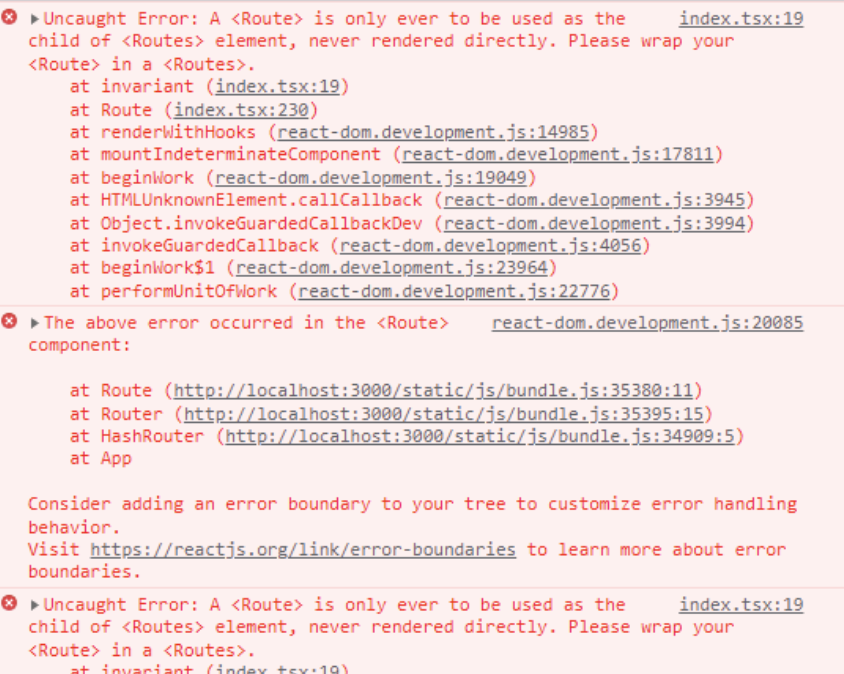 Uncaught Error: A <Route> is only ever to be used as the index.tsx:19
child of <Routes> element, never rendered directly. Please wrap your
<Route> in a <Routes>.
at invariant (index.tsx:19)
at Route (index.tsx:230)
at renderWithHooks (react-dom.development.js:14985)
at mountIndeterminateComponent (react-dom.development.js:17811)
at beginWork (react-dom.development.js:19049)
at HTMLUnknownElement.callCallback (react-dom.development.js:3945)
at Object.invokeGuardedCallbackDev (react-dom.development.js:3994)
at invokeGuardedCallback (react-dom.development.js:4056)
at beginWork$1 (react-dom.development.js:23964)
at performUnitOfWork (react-dom.development.js:22776)
The above error occurred in the <Route> react-dom.development.js:20085
component:
at Route (http://localhost:3000/static/js/bundle.js:35380:11)
at Router (http://localhost:3000/static/js/bundle.js:35395:15)
at HashRouter (http://localhost:3000/static/js/bundle.js:34909:5)
at App
Consider adding an error boundary to your tree to customize error handling
behavior.
Visit https://reactjs.org/link/error-boundaries to learn more about error
boundaries.
Uncaught Error: A <Route> is only ever to be used as the index.tsx:19
child of <Routes> element, never rendered directly. Please wrap your
<Route> in a <Routes>.
at invariant (index.tsx:19)